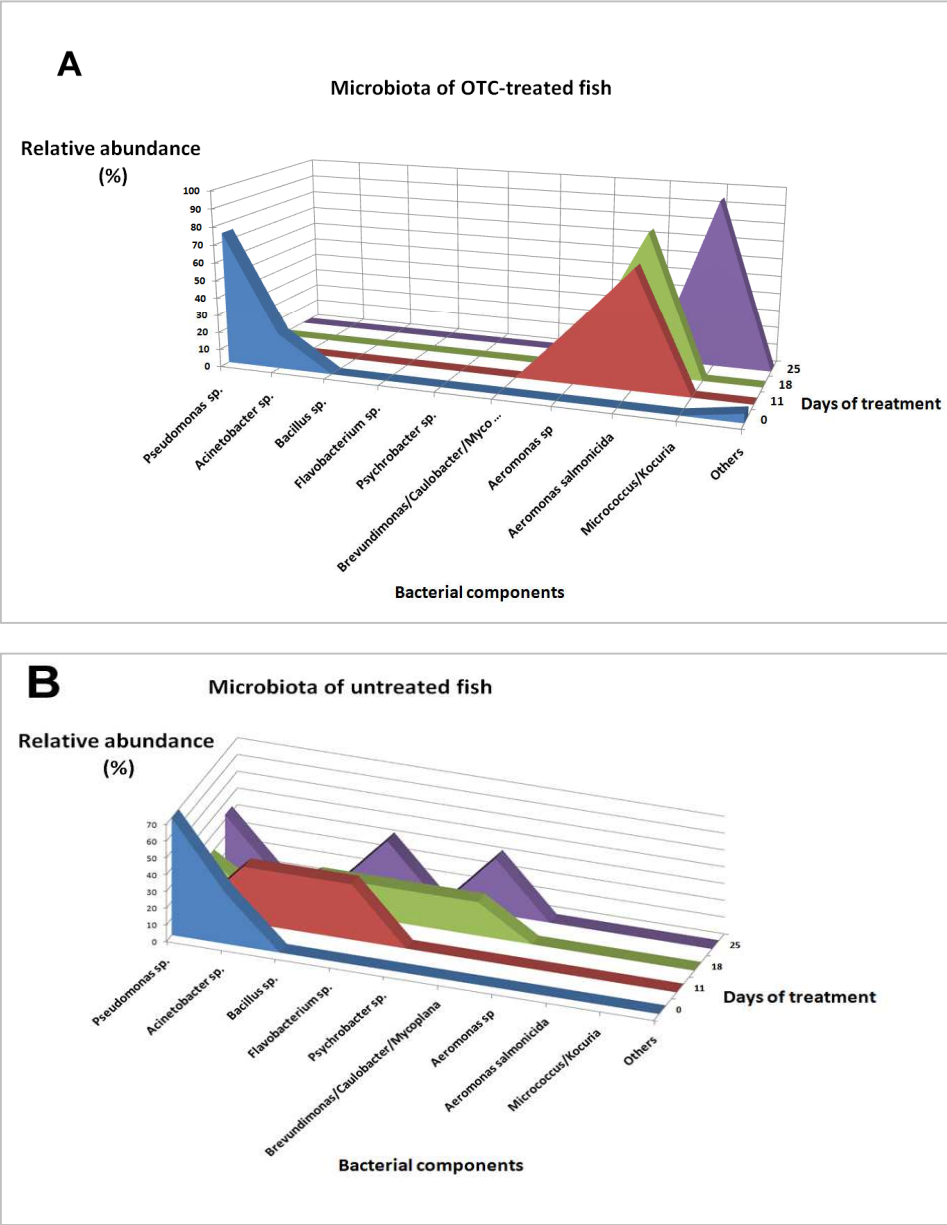 A
Microbiota of OTC-treated fish
Relative abundance
(%)
100
90
80
70
60
50
40
30
20
10
0
Pseudomonas sp.
Acinetobacter sp.
Bacillus sp.
Flavobacterium sp.
Psychrobacter sp.
Brevundimonas/Caulobacter/Myco ...
Aeromonas sp
Aeromonas salmonicida
Micrococcus/Kocuria
Others
25
18
11
0
Days of treatment
Bacterial components
B
Microbiota of untreated fish
Relative abundance
(%)
70
60
50
40
30
20
10
0
Pseudomonas sp.
Acinetobacter sp.
Bacillus sp.
Flavobacterium sp.
Psychrobacter sp.
Brevundimonas/Caulobacter/Mycoplana
Aeromonas sp
Aeromonas salmonicida
Micrococcus/Kocuria
Others
25
18
11
0
Days of treatment
Bacterial components